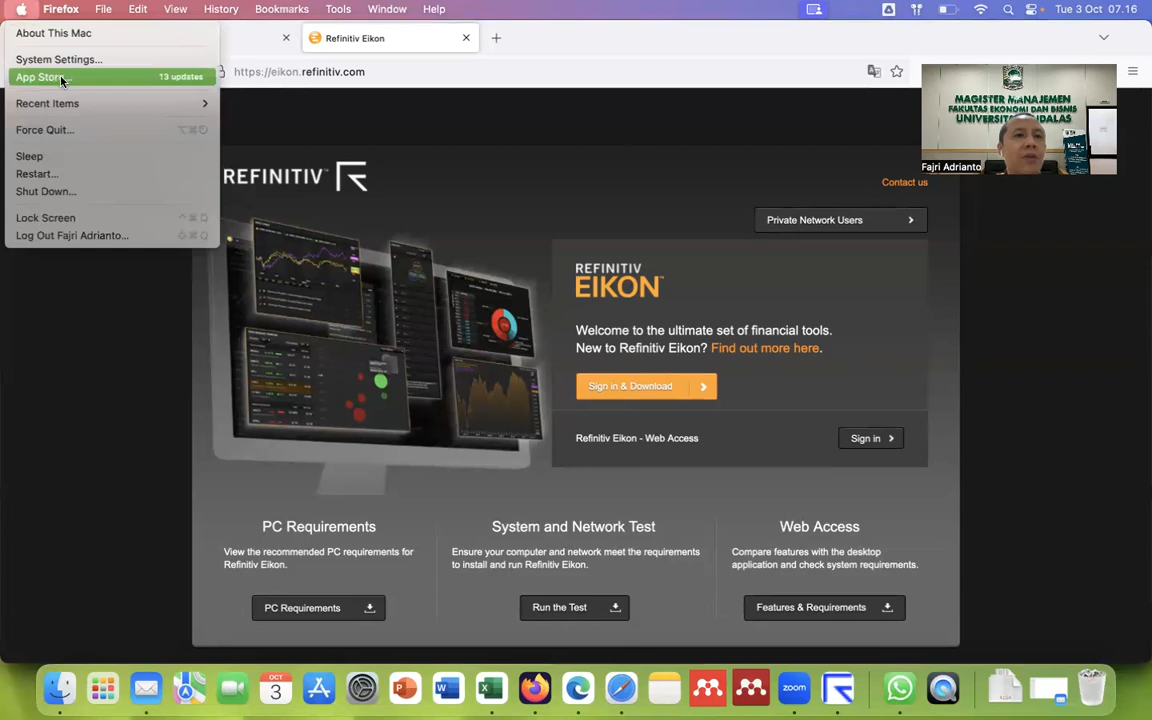 Firefox File Edit View History Bookmarks Tools Window Help
Tue 3 Oct 07.16
About This Mac
System Settings...
App Store... 13 updates
Recent Items
Force Quit...
Sleep
Restart...
Shut Down...
Lock Screen
Log Out Fajri Adrianto...
Refinitiv Eikon
https://eikon.refinitiv.com
MAGISTER MANAJEMEN
FAKULTAS EKONOMI DAN BISNIS
UNIVERSITAS ANDALAS
Fajri Adrianto
REFINITIV
Contact us
Private Network Users
REFINITIV
EIKON™
Welcome to the ultimate set of financial tools.
New to Refinitiv Eikon? Find out more here.
Sign in & Download
Refinitiv Eikon - Web Access
Sign in
PC Requirements
View the recommended PC requirements for
Refinitiv Eikon.
PC Requirements
System and Network Test
Ensure your computer and network meet the requirements
to install and run Refinitiv Eikon.
Run the Test
Web Access
Compare features with the desktop
application and check system requirements.
Features & Requirements
OCT
3
zoom